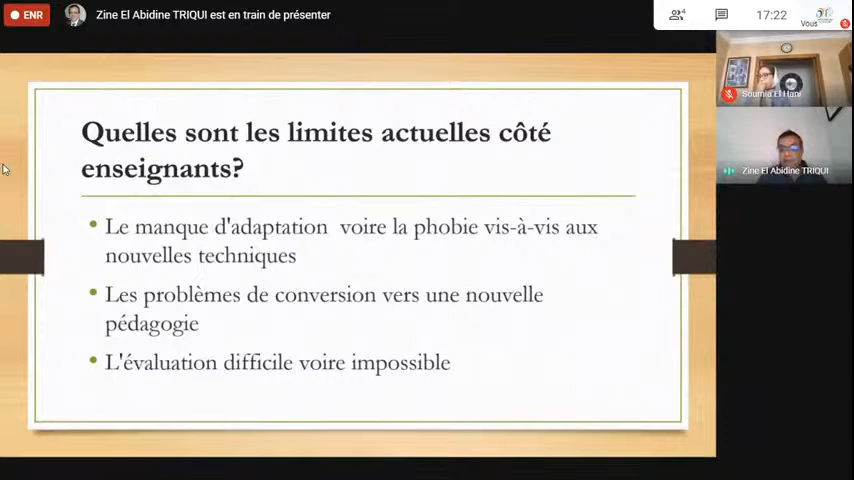 ENR
Zine El Abidine TRIQUI est en train de présenter
4
17:22
Vous
Quelles sont les limites actuelles côté
enseignants?
• Le manque d'adaptation voire la phobie vis-à-vis aux
nouvelles techniques
• Les problèmes de conversion vers une nouvelle
pédagogie
• L'évaluation difficile voire impossible
Soumia El Hani
Zine El Abidine TRIQUI